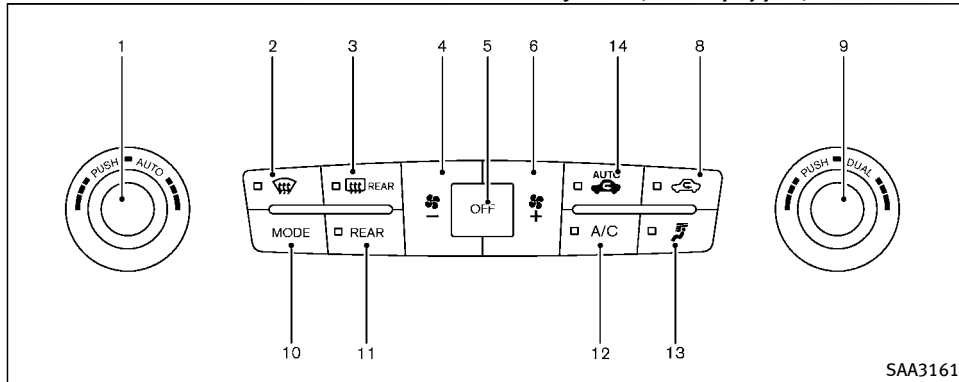 1 2 3 4 5 6 14 8 9
PUSH AUTO
REAR
OFF
AUTO
PUSH DUAL
MODE
REAR
A/C
10 11 12 13
SAA3161